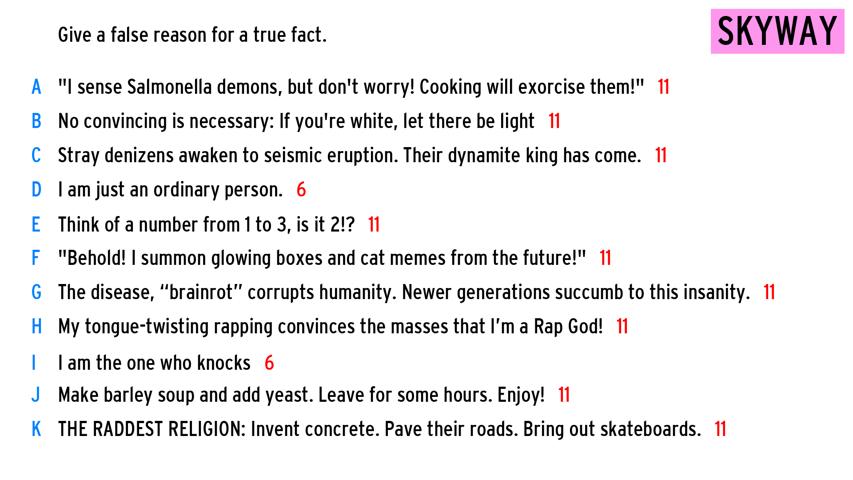 Give a false reason for a true fact.
SKYWAY
A "I sense Salmonella demons, but don't worry! Cooking will exorcise them!" 11
B No convincing is necessary: If you're white, let there be light 11
C Stray denizens awaken to seismic eruption. Their dynamite king has come. 11
D I am just an ordinary person. 6
E Think of a number from 1 to 3, is it 2!? 11
F "Behold! I summon glowing boxes and cat memes from the future!" 11
G The disease, “brainrot” corrupts humanity. Newer generations succumb to this insanity. 11
H My tongue-twisting rapping convinces the masses that I’m a Rap God! 11
I I am the one who knocks 6
J Make barley soup and add yeast. Leave for some hours. Enjoy! 11
K THE RADDEST RELIGION: Invent concrete. Pave their roads. Bring out skateboards. 11